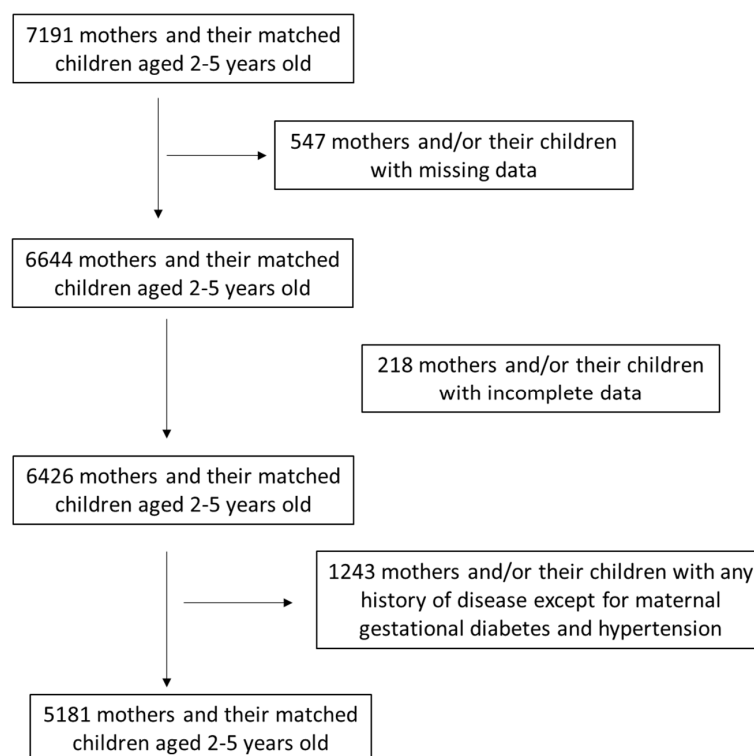 7191 mothers and their matched
children aged 2-5 years old
547 mothers and/or their children
with missing data
6644 mothers and their matched
children aged 2-5 years old
218 mothers and/or their children
with incomplete data
6426 mothers and their matched
children aged 2-5 years old
1243 mothers and/or their children with any
history of disease except for maternal
gestational diabetes and hypertension
5181 mothers and their matched
children aged 2-5 years old